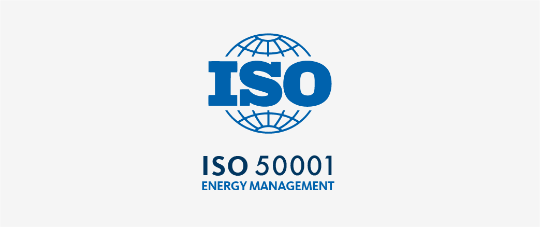 ISO
ISO 50001
ENERGY MANAGEMENT